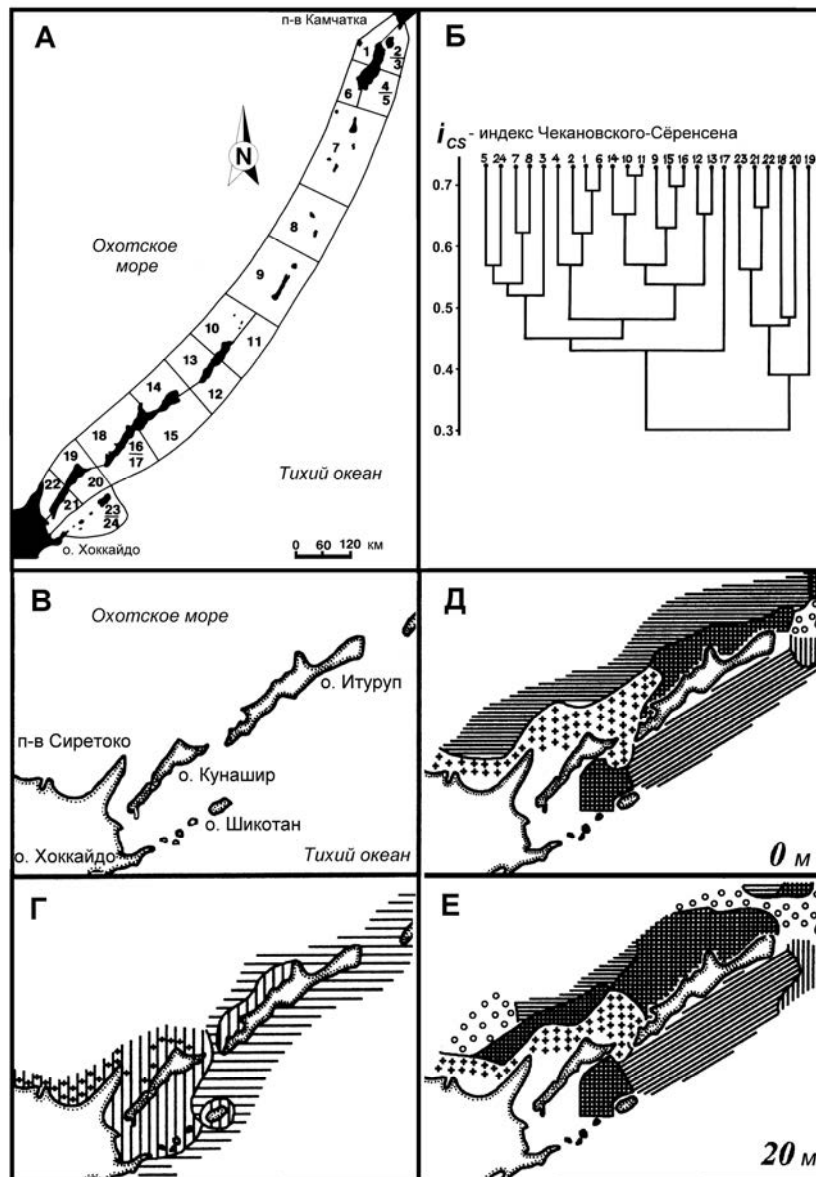 А
п-в Камчатка
1
2
3
6
4
5
N
7
Охотское
море
8
9
10
11
13
12
14
15
18
16
17
19
20
22
21
23
24
Тихий океан
0 60 120 км
о. Хоккайдо
Б
iCS - индекс Чекановского-Сёренсена
5 24 7 8 3 4 2 1 6 14 10 11 9 15 16 12 13 17 23 21 22 18 20 19
0.7
0.6
0.5
0.4
0.3
В
Охотское море
о. Итуруп
п-в Сиретоко
о. Кунашир
о. Шикотан
о. Хоккайдо
Тихий океан
Д
0 м
Г
Е
20 м